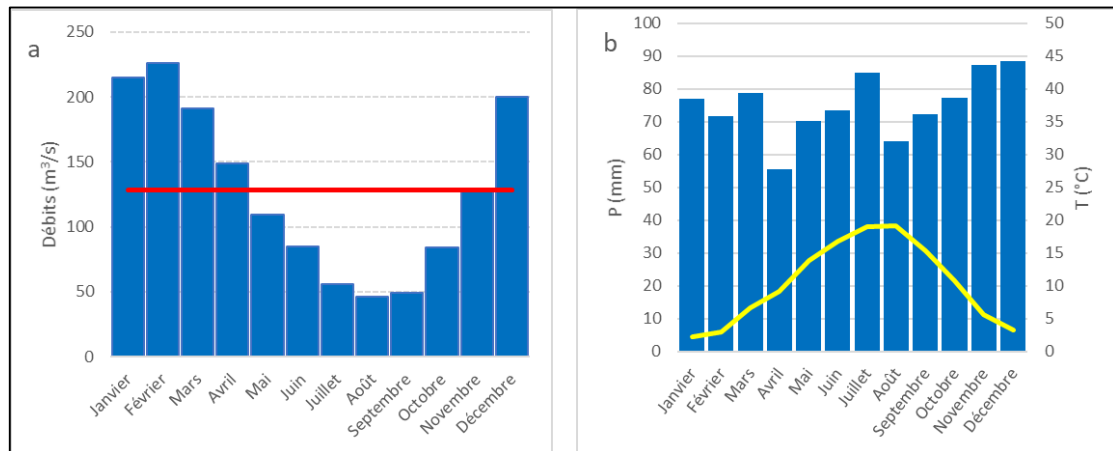 a
Débits (m³/s)
250
200
150
100
50
0
Janvier
Février
Mars
Avril
Mai
Juin
Juillet
Août
Septembre
Octobre
Novembre
Décembre
b
P (mm)
100
90
80
70
60
50
40
30
20
10
0
T (°C)
50
45
40
35
30
25
20
15
10
5
0
Janvier
Février
Mars
Avril
Mai
Juin
Juillet
Août
Septembre
Octobre
Novembre
Décembre